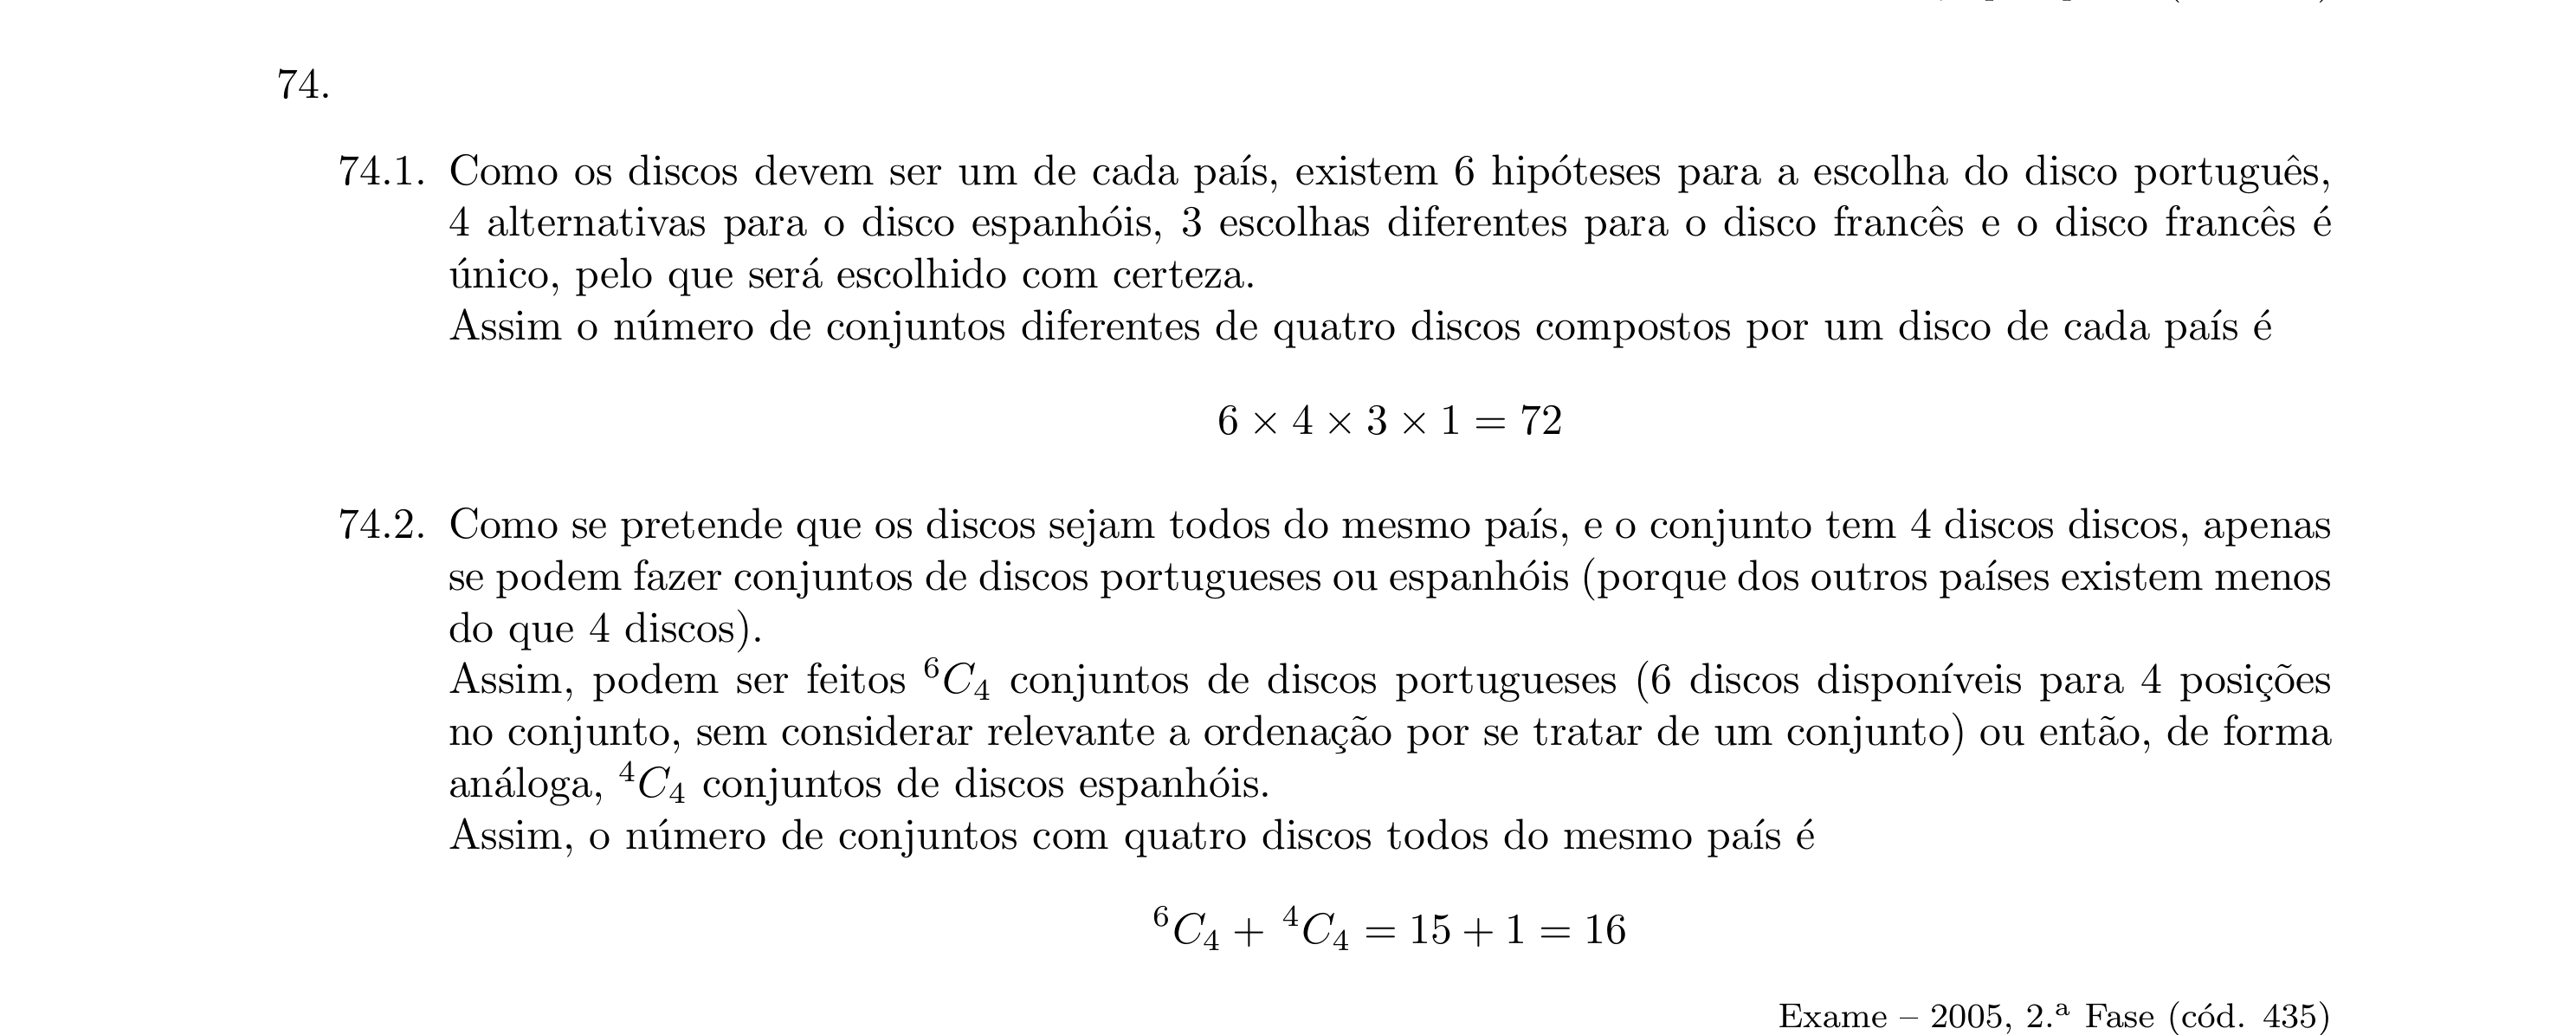 74.
74.1. Como os discos devem ser um de cada país, existem 6 hipóteses para a escolha do disco português,
4 alternativas para o disco espanhóis, 3 escolhas diferentes para o disco francês e o disco francês é
único, pelo que será escolhido com certeza.
Assim o número de conjuntos diferentes de quatro discos compostos por um disco de cada país é
6 × 4 × 3 × 1 = 72
74.2. Como se pretende que os discos sejam todos do mesmo país, e o conjunto tem 4 discos discos, apenas
se podem fazer conjuntos de discos portugueses ou espanhóis (porque dos outros países existem menos
do que 4 discos).
Assim, podem ser feitos ⁶C₄ conjuntos de discos portugueses (6 discos disponíveis para 4 posições
no conjunto, sem considerar relevante a ordenação por se tratar de um conjunto) ou então, de forma
análoga, ⁴C₄ conjuntos de discos espanhóis.
Assim, o número de conjuntos com quatro discos todos do mesmo país é
⁶C₄ + ⁴C₄ = 15 + 1 = 16
Exame – 2005, 2.ª Fase (cód. 435)